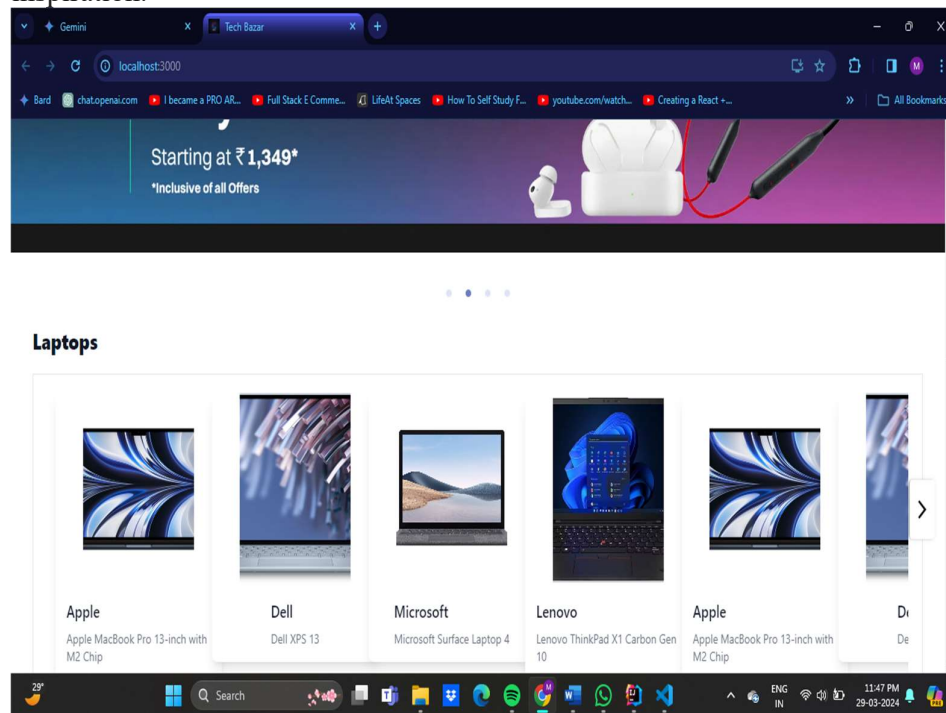 Gemini
Tech Bazar
localhost:3000
M
Bard
chat.openai.com
I became a PRO AR...
Full Stack E Comme...
LifeAt Spaces
How To Self Study F...
youtube.com/watch...
Creating a React +...
All Bookmarks
Starting at ₹1,349*
*Inclusive of all Offers
Laptops
Apple
Apple MacBook Pro 13-inch with
M2 Chip
Dell
Dell XPS 13
Microsoft
Microsoft Surface Laptop 4
Lenovo
Lenovo ThinkPad X1 Carbon Gen
10
Apple
Apple MacBook Pro 13-inch with
M2 Chip
De
De
29°
Search
ENG
IN
11:47 PM
29-03-2024